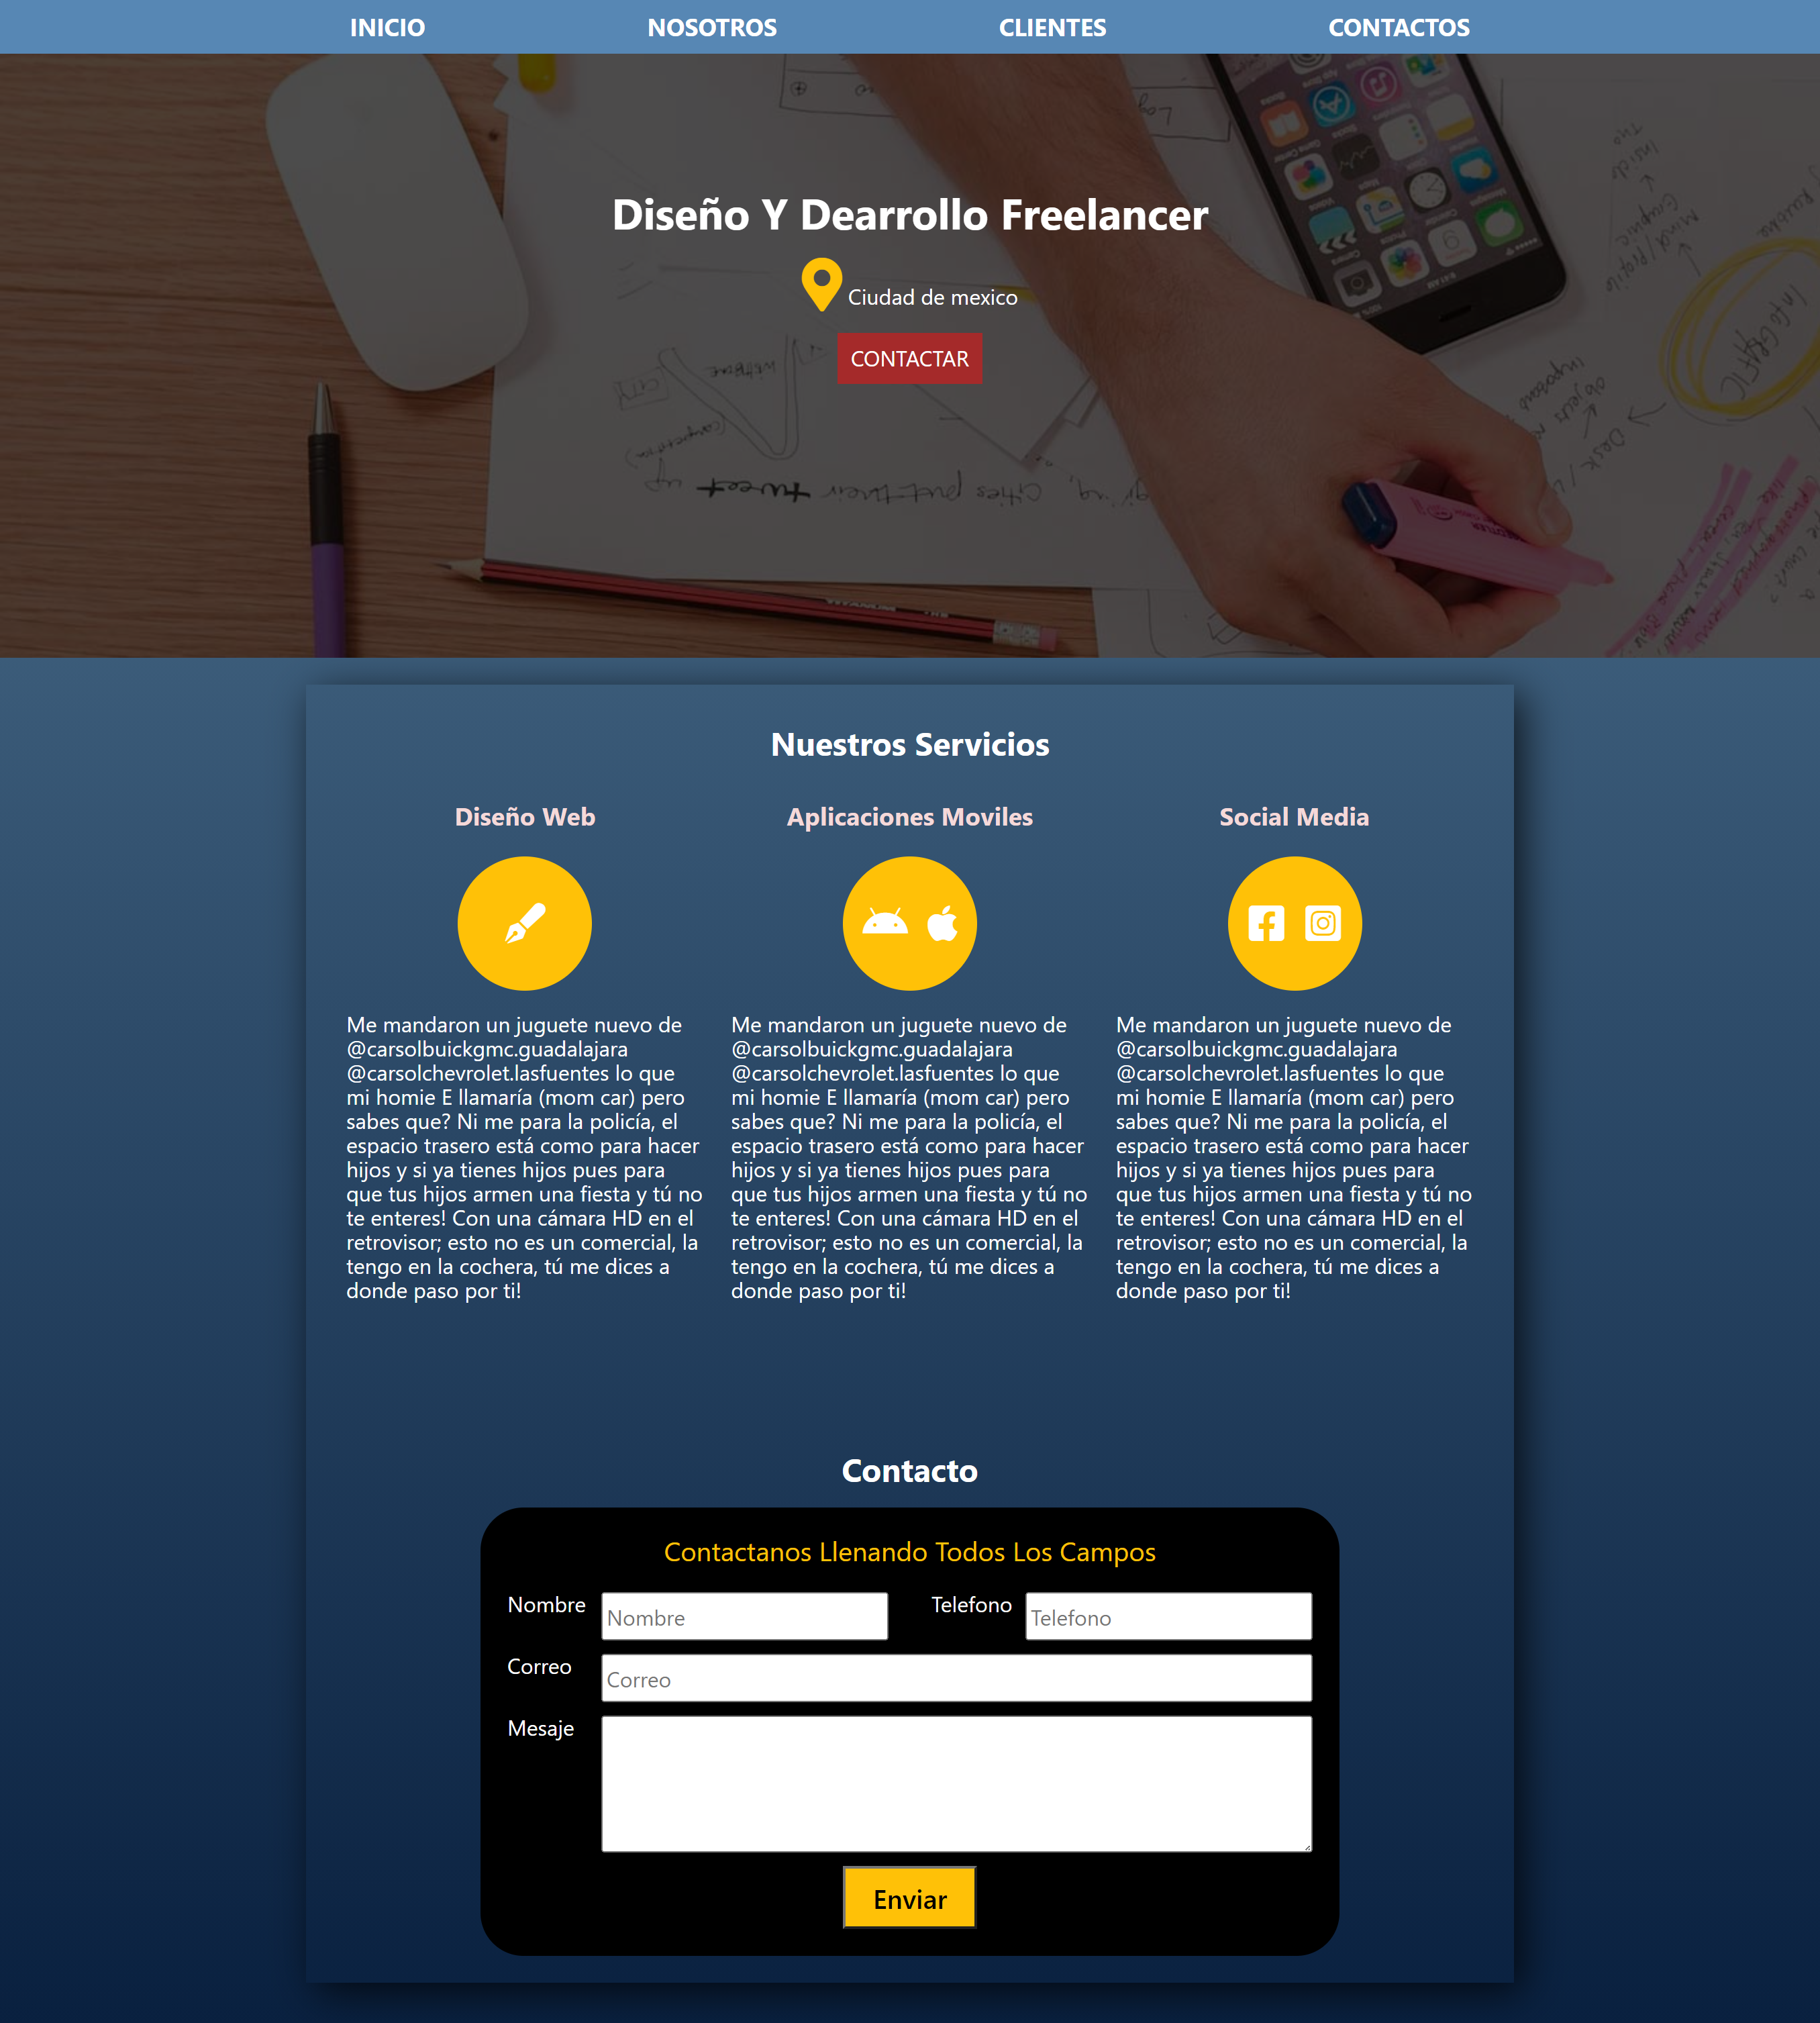 INICIO NOSOTROS CLIENTES CONTACTOS
Diseño Y Dearrollo Freelancer
Ciudad de mexico
CONTACTAR
Nuestros Servicios
Diseño Web
Me mandaron un juguete nuevo de
@carsolbuickgmc.guadalajara
@carsolchevrolet.lasfuentes lo que
mi homie E llamaría (mom car) pero
sabes que? Ni me para la policía, el
espacio trasero está como para hacer
hijos y si ya tienes hijos pues para
que tus hijos armen una fiesta y tú no
te enteres! Con una cámara HD en el
retrovisor; esto no es un comercial, la
tengo en la cochera, tú me dices a
donde paso por ti!
Aplicaciones Moviles
Me mandaron un juguete nuevo de
@carsolbuickgmc.guadalajara
@carsolchevrolet.lasfuentes lo que
mi homie E llamaría (mom car) pero
sabes que? Ni me para la policía, el
espacio trasero está como para hacer
hijos y si ya tienes hijos pues para
que tus hijos armen una fiesta y tú no
te enteres! Con una cámara HD en el
retrovisor; esto no es un comercial, la
tengo en la cochera, tú me dices a
donde paso por ti!
Social Media
Me mandaron un juguete nuevo de
@carsolbuickgmc.guadalajara
@carsolchevrolet.lasfuentes lo que
mi homie E llamaría (mom car) pero
sabes que? Ni me para la policía, el
espacio trasero está como para hacer
hijos y si ya tienes hijos pues para
que tus hijos armen una fiesta y tú no
te enteres! Con una cámara HD en el
retrovisor; esto no es un comercial, la
tengo en la cochera, tú me dices a
donde paso por ti!
Contacto
Contactanos Llenando Todos Los Campos
Nombre Nombre Telefono Telefono
Correo Correo
Mesaje
Enviar